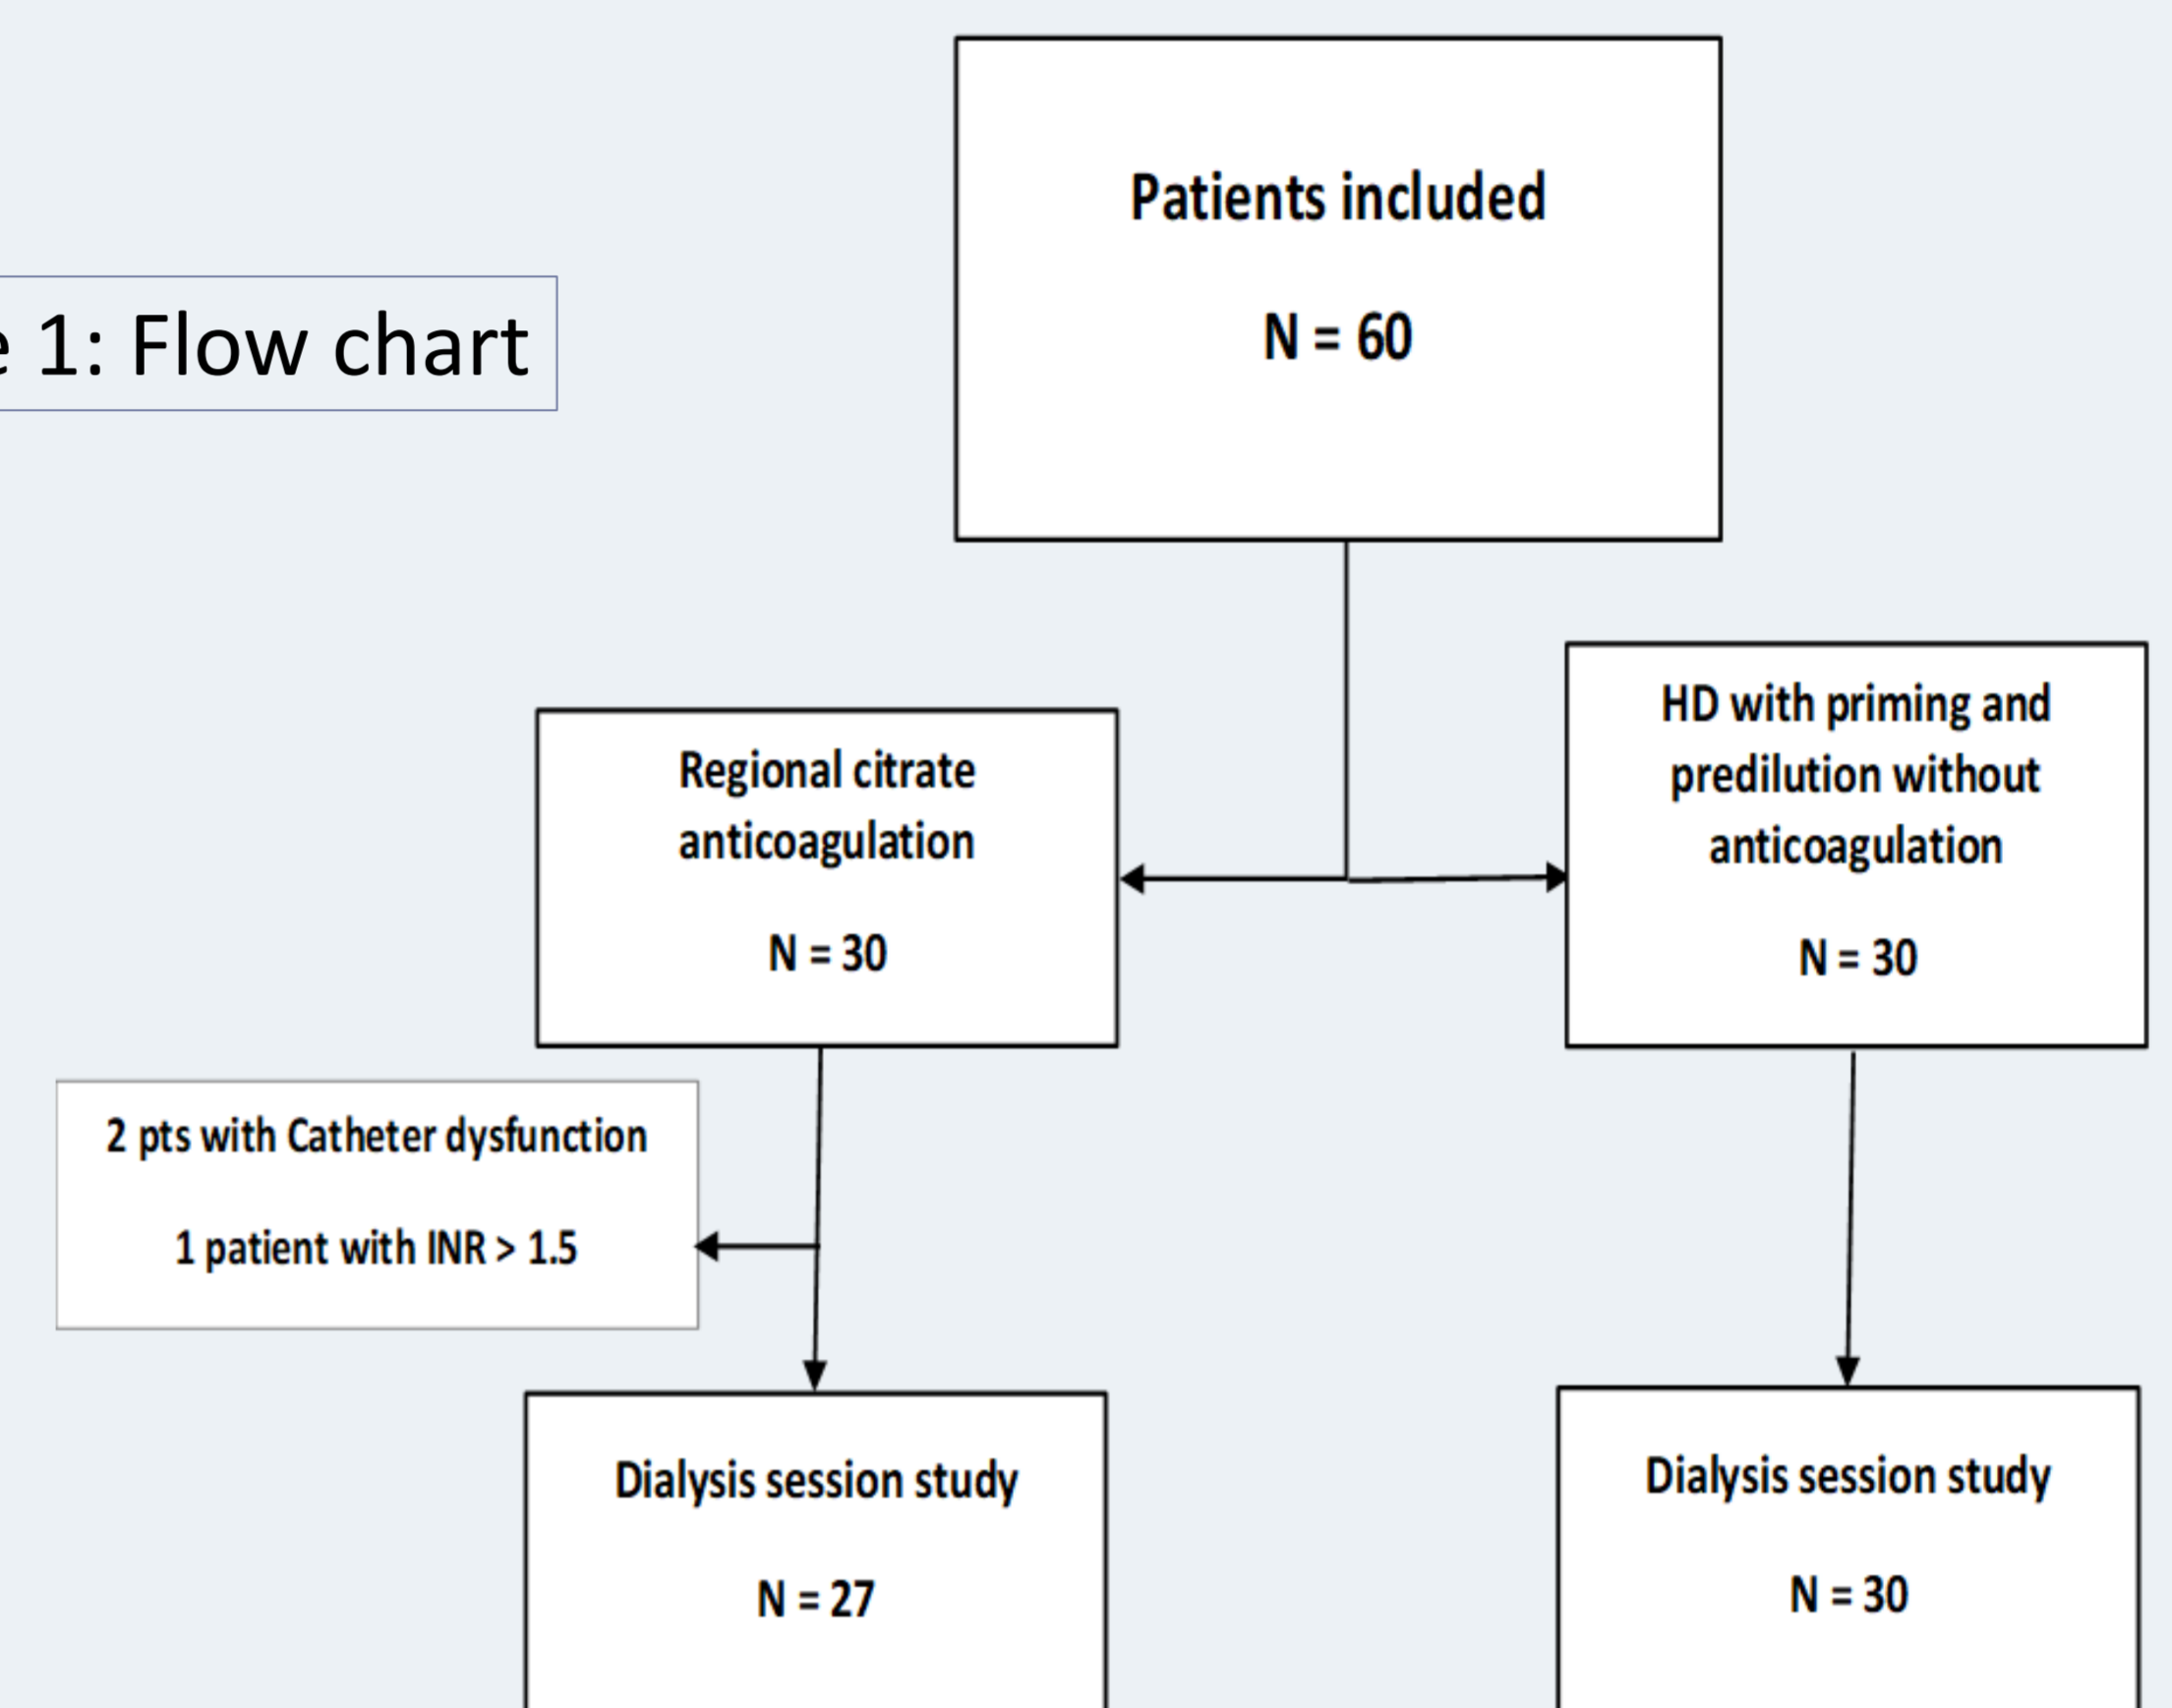 Patients included
N = 60
e 1: Flow chart
HD with priming and
predilution without
anticoagulation
N = 30
Regional citrate
anticoagulation
N = 30
2 pts with Catheter dysfunction
1 patient with INR > 1.5
Dialysis session study
N = 27
Dialysis session study
N = 30